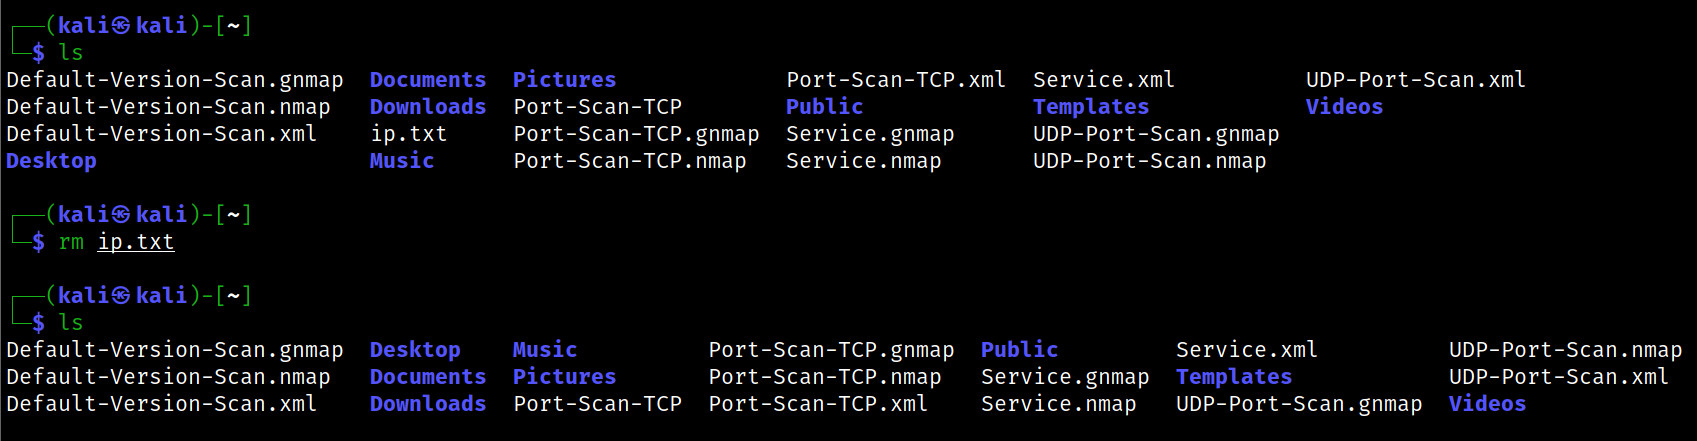 ┌──(kali㉿kali)-[~]
└─$ ls
Default-Version-Scan.gnmap  Documents  Pictures             Port-Scan-TCP.xml  Service.xml          UDP-Port-Scan.xml
Default-Version-Scan.nmap   Downloads  Port-Scan-TCP        Public             Templates            Videos
Default-Version-Scan.xml    ip.txt     Port-Scan-TCP.gnmap  Service.gnmap      UDP-Port-Scan.gnmap
Desktop                     Music      Port-Scan-TCP.nmap   Service.nmap       UDP-Port-Scan.nmap
┌──(kali㉿kali)-[~]
└─$ rm ip.txt
┌──(kali㉿kali)-[~]
└─$ ls
Default-Version-Scan.gnmap  Desktop    Music          Port-Scan-TCP.gnmap  Public         Service.xml          UDP-Port-Scan.nmap
Default-Version-Scan.nmap   Documents  Pictures       Port-Scan-TCP.nmap   Service.gnmap  Templates            UDP-Port-Scan.xml
Default-Version-Scan.xml    Downloads  Port-Scan-TCP  Port-Scan-TCP.xml    Service.nmap   UDP-Port-Scan.gnmap  Videos